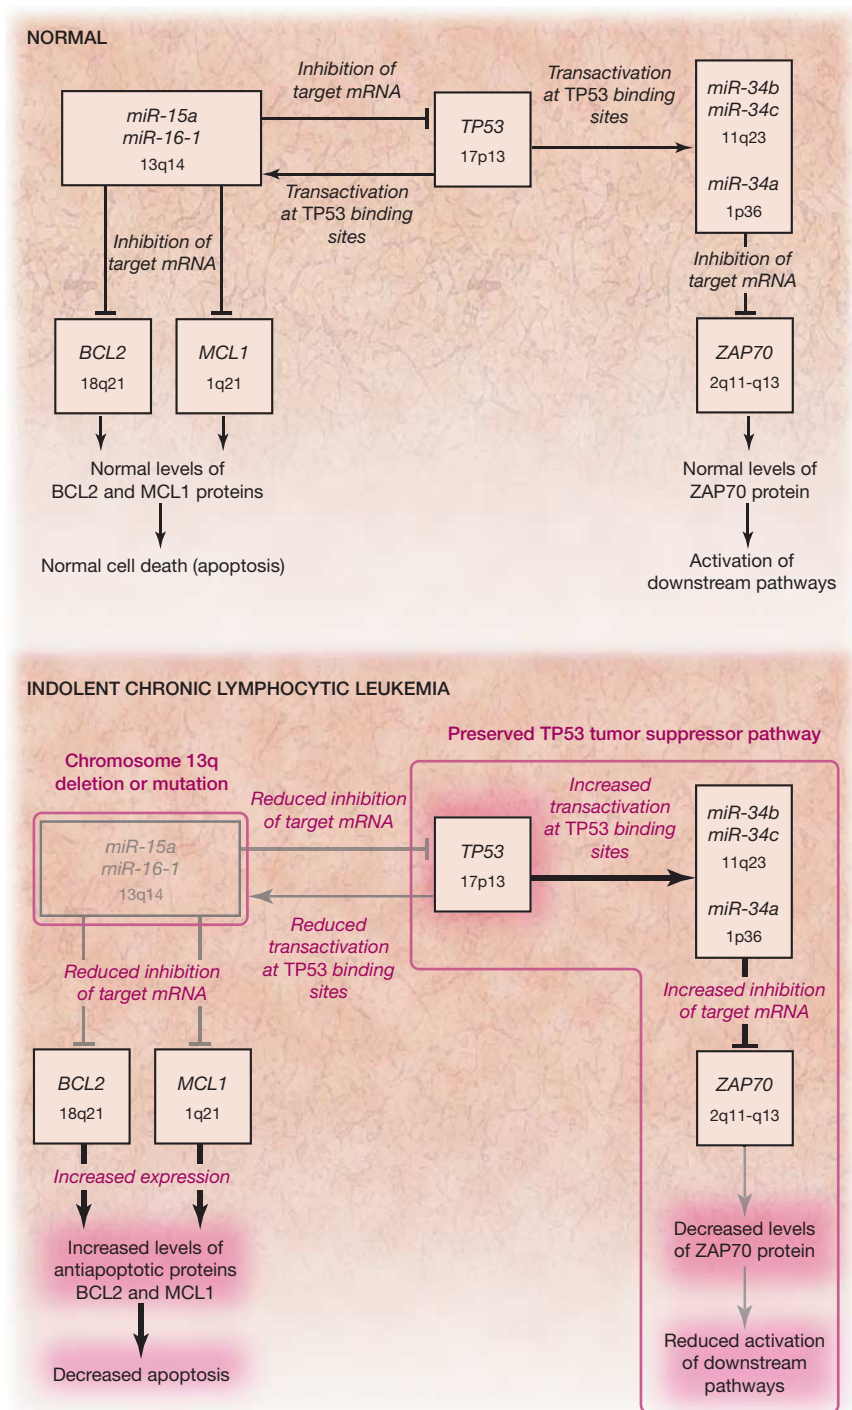 NORMAL
Inhibition of
target mRNA
Transactivation
at TP53 binding
sites
miR-15a
miR-16-1
13q14
TP53
17p13
miR-34b
miR-34c
11q23
miR-34a
1p36
Transactivation
at TP53 binding
sites
Inhibition of
target mRNA
Inhibition of
target mRNA
BCL2
18q21
MCL1
1q21
ZAP70
2q11-q13
Normal levels of
BCL2 and MCL1 proteins
Normal levels of
ZAP70 protein
Normal cell death (apoptosis)
Activation of
downstream pathways
INDOLENT CHRONIC LYMPHOCYTIC LEUKEMIA
Preserved TP53 tumor suppressor pathway
Chromosome 13q
deletion or mutation
Reduced inhibition
of target mRNA
Increased
transactivation
at TP53 binding
sites
miR-15a
miR-16-1
13q14
TP53
17p13
miR-34b
miR-34c
11q23
miR-34a
1p36
Reduced
transactivation
at TP53 binding
sites
Reduced inhibition
of target mRNA
Increased inhibition
of target mRNA
BCL2
18q21
MCL1
1q21
ZAP70
2q11-q13
Increased expression
Decreased levels
of ZAP70 protein
Increased levels of
antiapoptotic proteins
BCL2 and MCL1
Reduced activation
of downstream
pathways
Decreased apoptosis